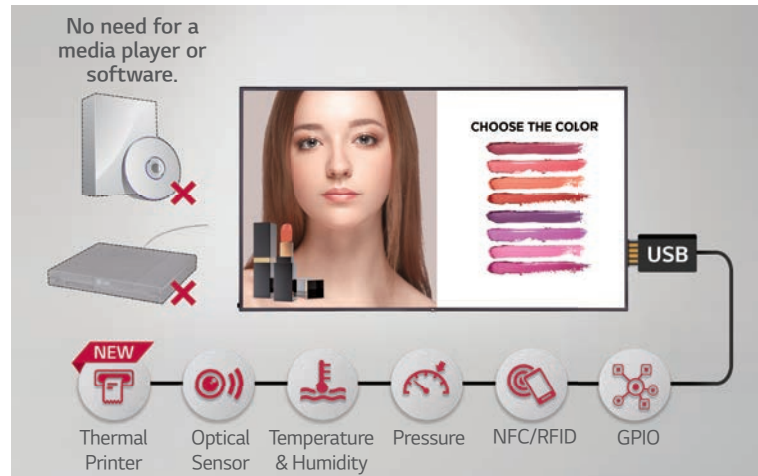 No need for a
media player or
software.
CHOOSE THE COLOR
USB
NEW
Thermal
Printer
Optical
Sensor
Temperature
& Humidity
Pressure
NFC/RFID
GPIO